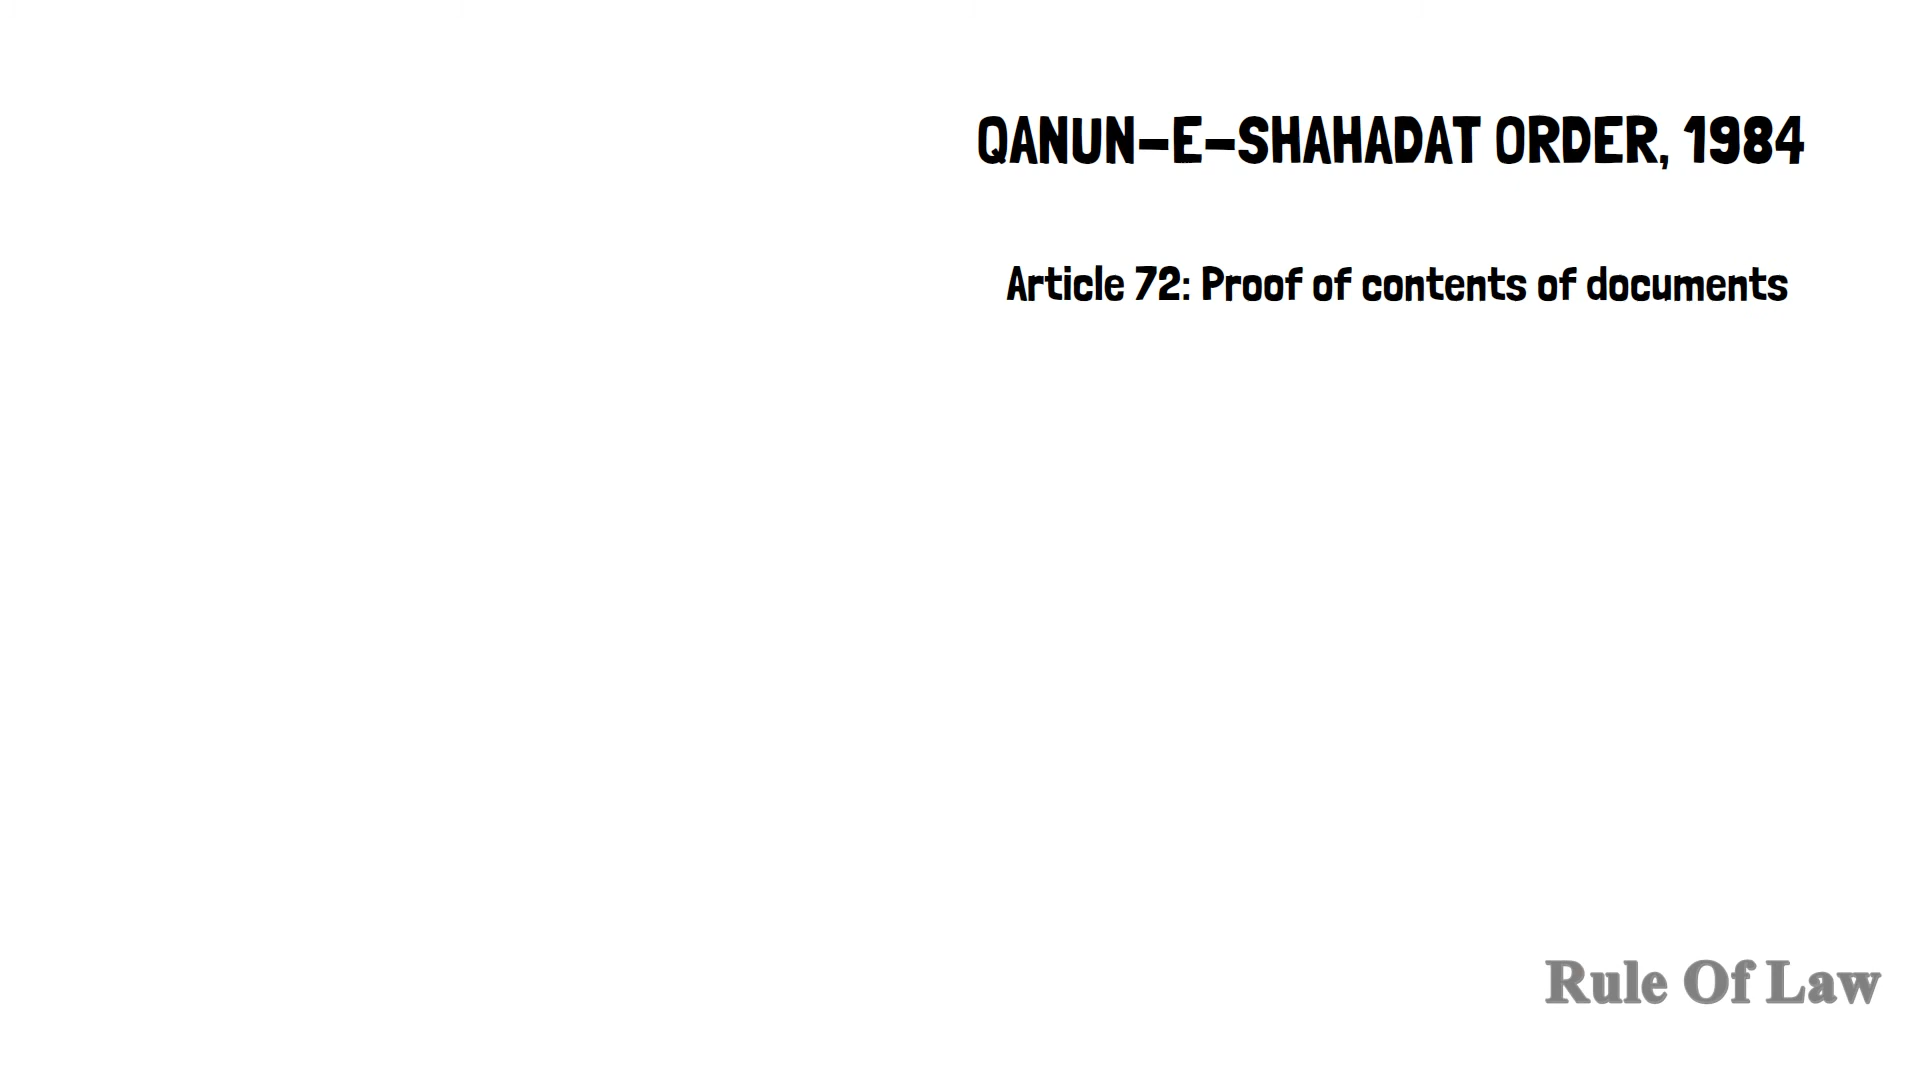 QANUN-E-SHAHADAT ORDER, 1984
Article 72: Proof of contents of documents
Rule Of Law